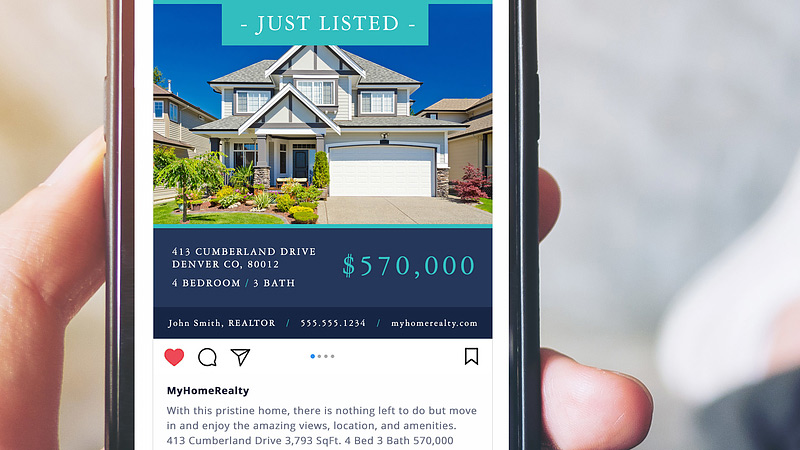 - JUST LISTED -
413 CUMBERLAND DRIVE
DENVER CO, 80012
4 BEDROOM / 3 BATH
$570,000
John Smith, REALTOR / 555.555.1234 / myhomerealty.com
MyHomeRealty
With this pristine home, there is nothing left to do but move
in and enjoy the amazing views, location, and amenities.
413 Cumberland Drive 3,793 SqFt. 4 Bed 3 Bath 570,000